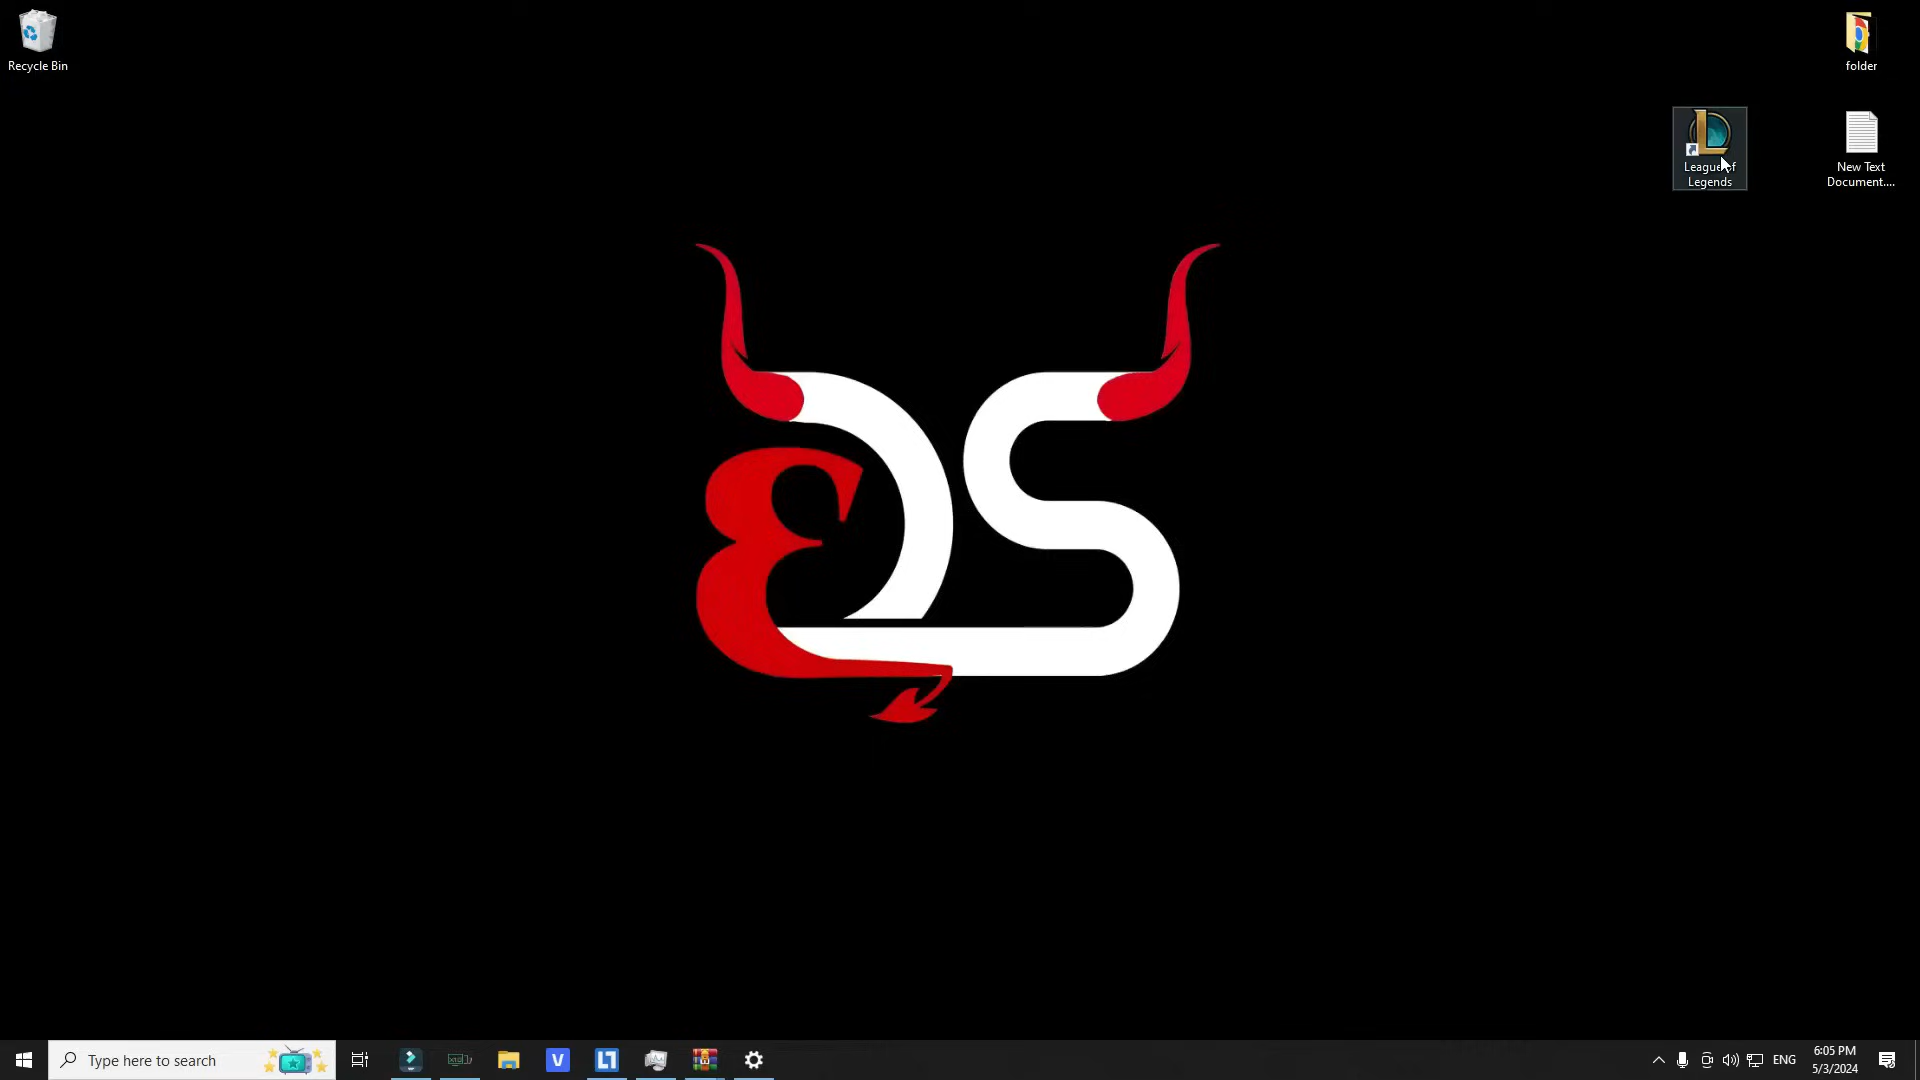 Recycle Bin
folder
League of
Legends
New Text
Document....
ƐDS
Type here to search
ENG
6:05 PM
5/3/2024